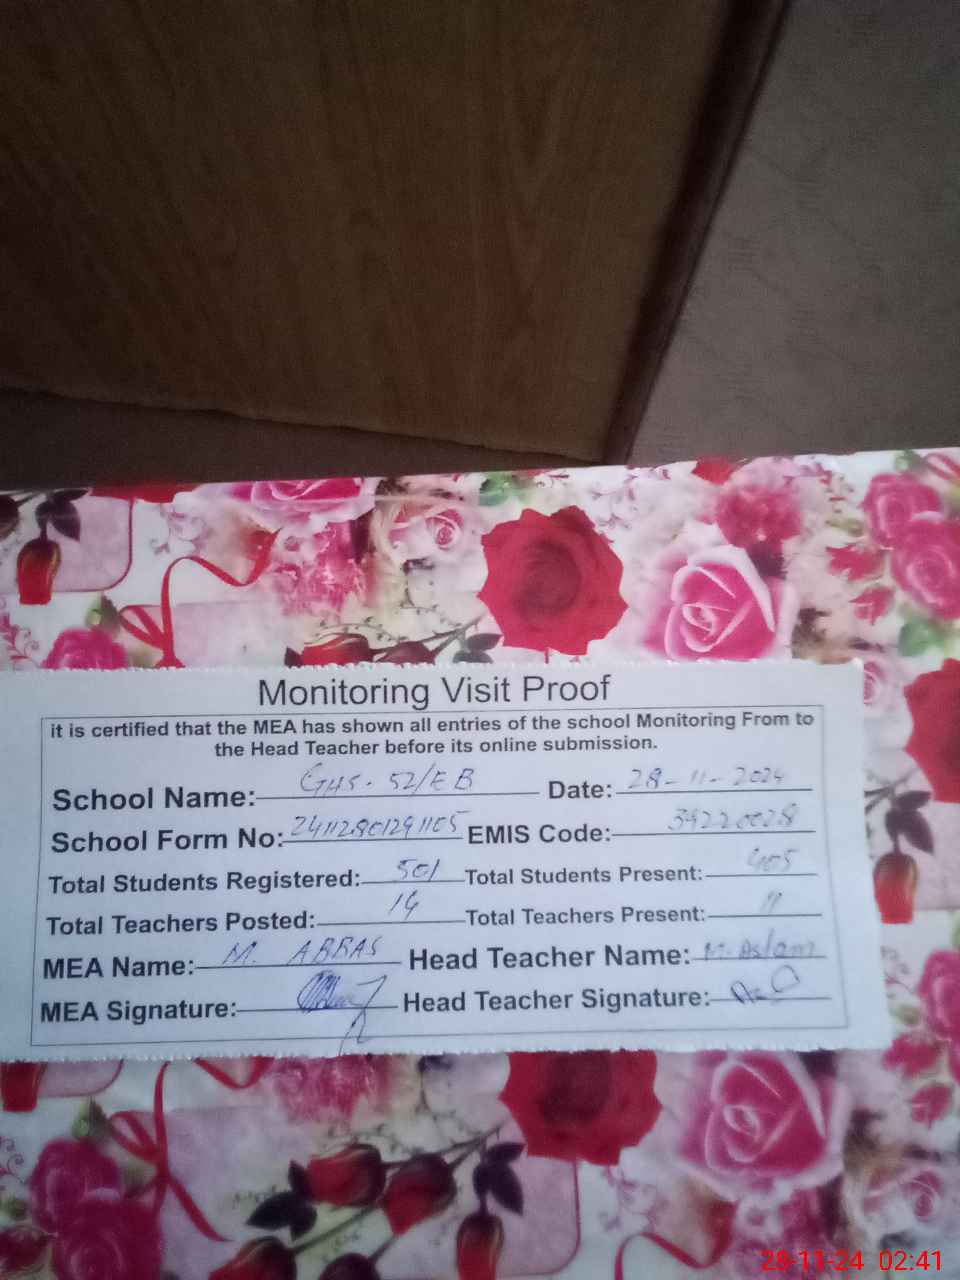 Monitoring Visit Proof
it is certified that the MEA has shown all entries of the school Monitoring From to
the Head Teacher before its online submission.
School Name: GHS - 52/EB Date: 28-11-2024
School Form No: 24112801291105 EMIS Code: 39220028
Total Students Registered: 501 Total Students Present: 405
Total Teachers Posted: 14 Total Teachers Present: 11
MEA Name: M. ABBAS Head Teacher Name: M. Aslam
MEA Signature: Head Teacher Signature:
28-11-24 02:41